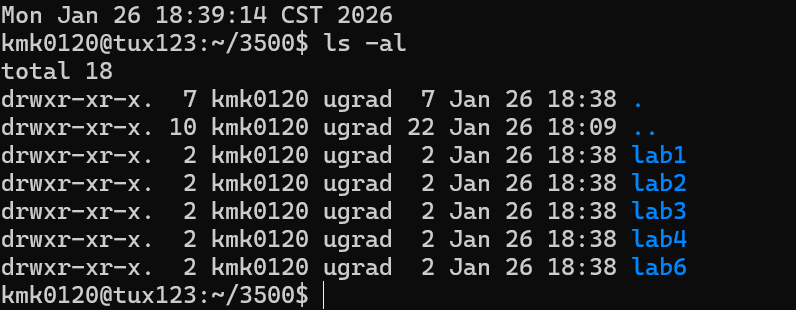 Mon Jan 26 18:39:14 CST 2026
kmk0120@tux123:~/3500$ ls -al
total 18
drwxr-xr-x.  7 kmk0120 ugrad  7 Jan 26 18:38 .
drwxr-xr-x. 10 kmk0120 ugrad 22 Jan 26 18:09 ..
drwxr-xr-x.  2 kmk0120 ugrad  2 Jan 26 18:38 lab1
drwxr-xr-x.  2 kmk0120 ugrad  2 Jan 26 18:38 lab2
drwxr-xr-x.  2 kmk0120 ugrad  2 Jan 26 18:38 lab3
drwxr-xr-x.  2 kmk0120 ugrad  2 Jan 26 18:38 lab4
drwxr-xr-x.  2 kmk0120 ugrad  2 Jan 26 18:38 lab6
kmk0120@tux123:~/3500$